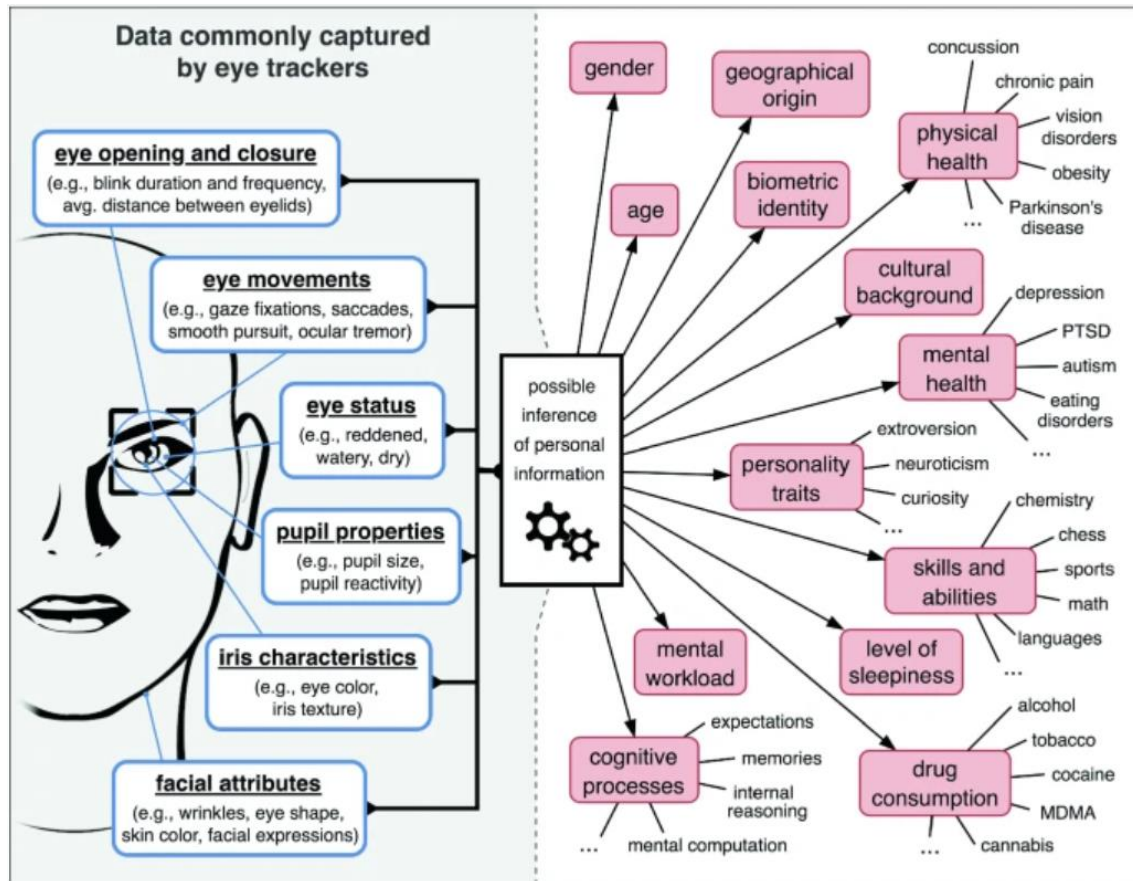 Data commonly captured
by eye trackers
eye opening and closure
(e.g., blink duration and frequency,
avg. distance between eyelids)
eye movements
(e.g., gaze fixations, saccades,
smooth pursuit, ocular tremor)
eye status
(e.g., reddened,
watery, dry)
pupil properties
(e.g., pupil size,
pupil reactivity)
iris characteristics
(e.g., eye color,
iris texture)
facial attributes
(e.g., wrinkles, eye shape,
skin color, facial expressions)
possible
inference
of personal
information
gender
geographical
origin
age
biometric
identity
physical
health
concussion
chronic pain
vision
disorders
obesity
Parkinson's
disease
...
cultural
background
mental
health
depression
PTSD
autism
eating
disorders
...
personality
traits
extroversion
neuroticism
curiosity
...
skills and
abilities
chemistry
chess
sports
math
languages
...
mental
workload
level of
sleepiness
cognitive
processes
expectations
memories
internal
reasoning
mental computation
...
drug
consumption
alcohol
tobacco
cocaine
MDMA
cannabis
...